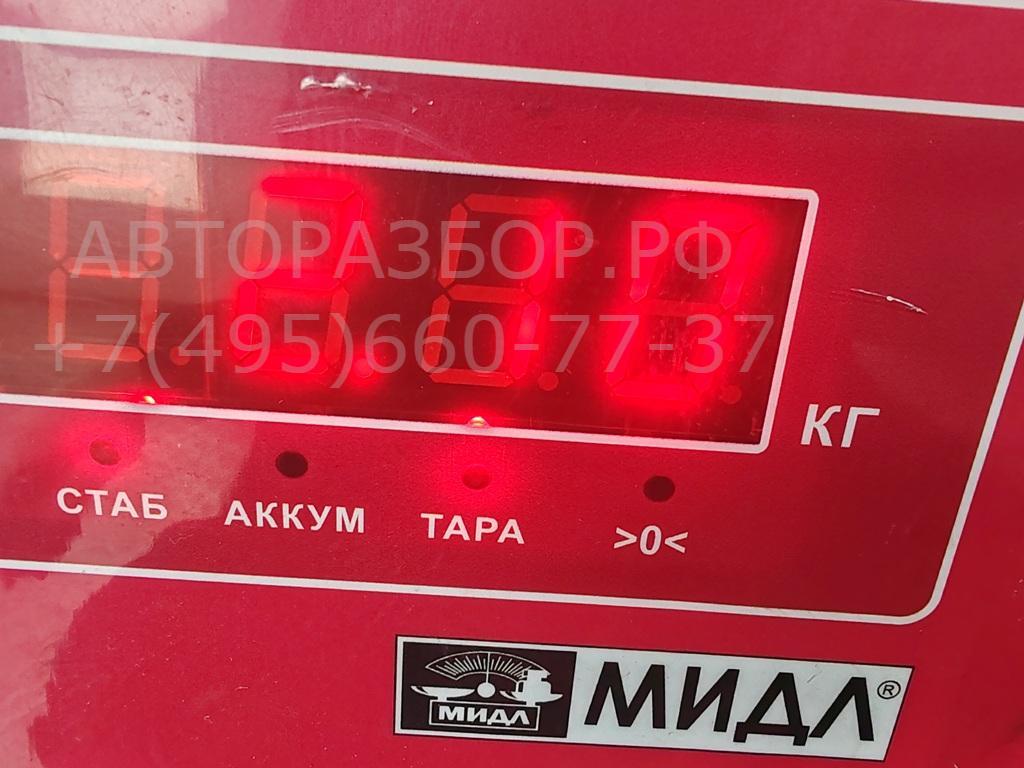 АВТОРАЗБОР.РФ
+7(495)660-77-37
КГ
СТАБ АККУМ ТАРА >0<
МИДЛ МИДЛ®